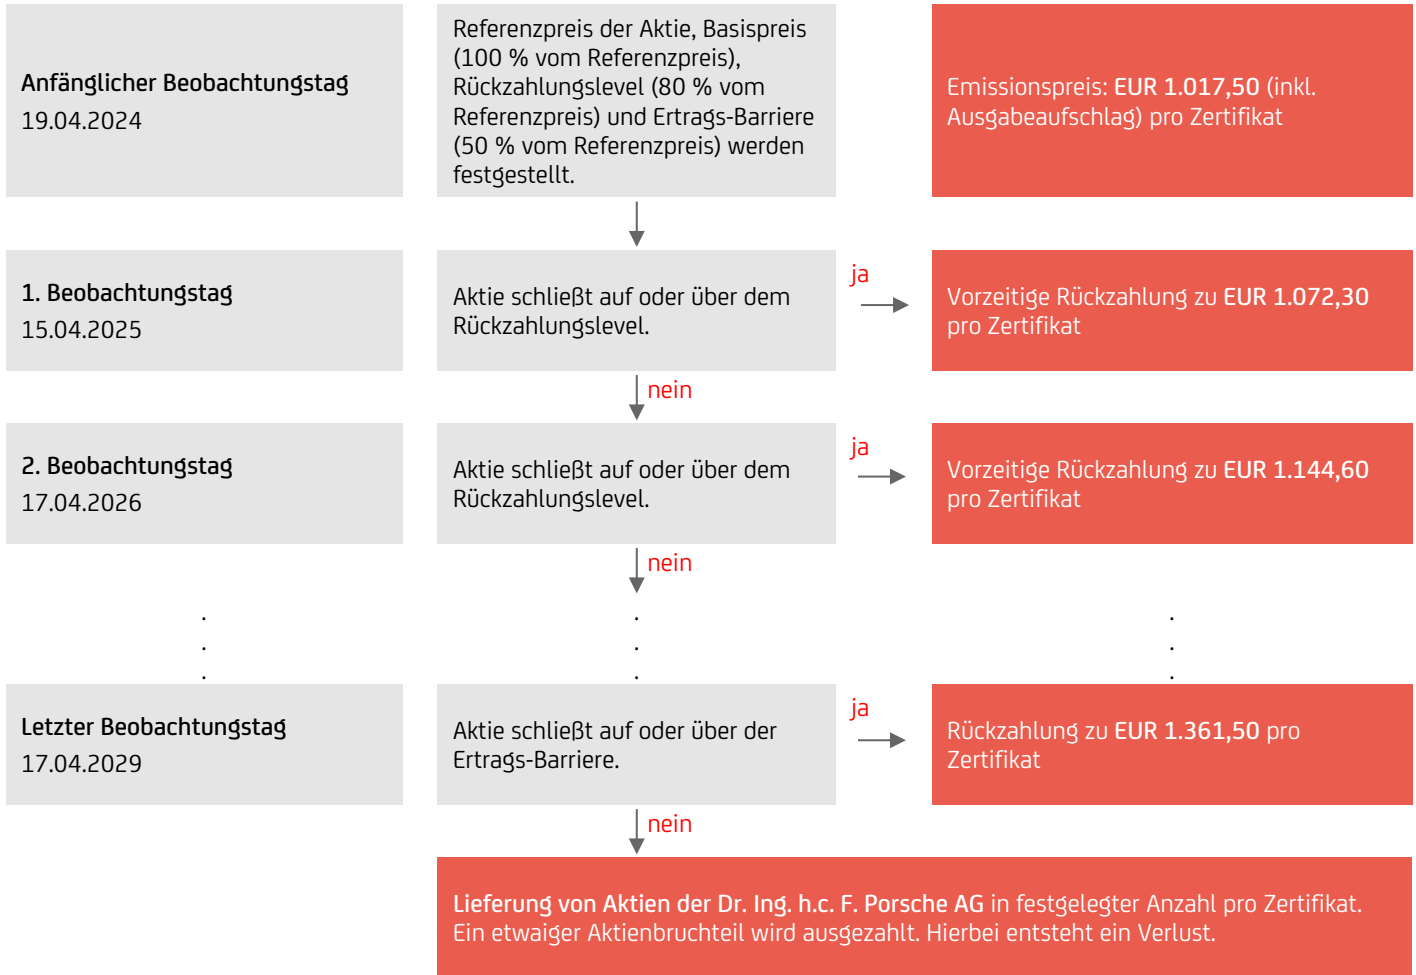 Anfänglicher Beobachtungstag
19.04.2024
Referenzpreis der Aktie, Basispreis
(100 % vom Referenzpreis),
Rückzahlungslevel (80 % vom
Referenzpreis) und Ertrags-Barriere
(50 % vom Referenzpreis) werden
festgestellt.
Emissionspreis: EUR 1.017,50 (inkl.
Ausgabeaufschlag) pro Zertifikat
1. Beobachtungstag
15.04.2025
Aktie schließt auf oder über dem
Rückzahlungslevel.
ja
Vorzeitige Rückzahlung zu EUR 1.072,30
pro Zertifikat
nein
2. Beobachtungstag
17.04.2026
Aktie schließt auf oder über dem
Rückzahlungslevel.
ja
Vorzeitige Rückzahlung zu EUR 1.144,60
pro Zertifikat
nein
. . .
. . .
. . .
Letzter Beobachtungstag
17.04.2029
Aktie schließt auf oder über der
Ertrags-Barriere.
ja
Rückzahlung zu EUR 1.361,50 pro
Zertifikat
nein
Lieferung von Aktien der Dr. Ing. h.c. F. Porsche AG in festgelegter Anzahl pro Zertifikat.
Ein etwaiger Aktienbruchteil wird ausgezahlt. Hierbei entsteht ein Verlust.